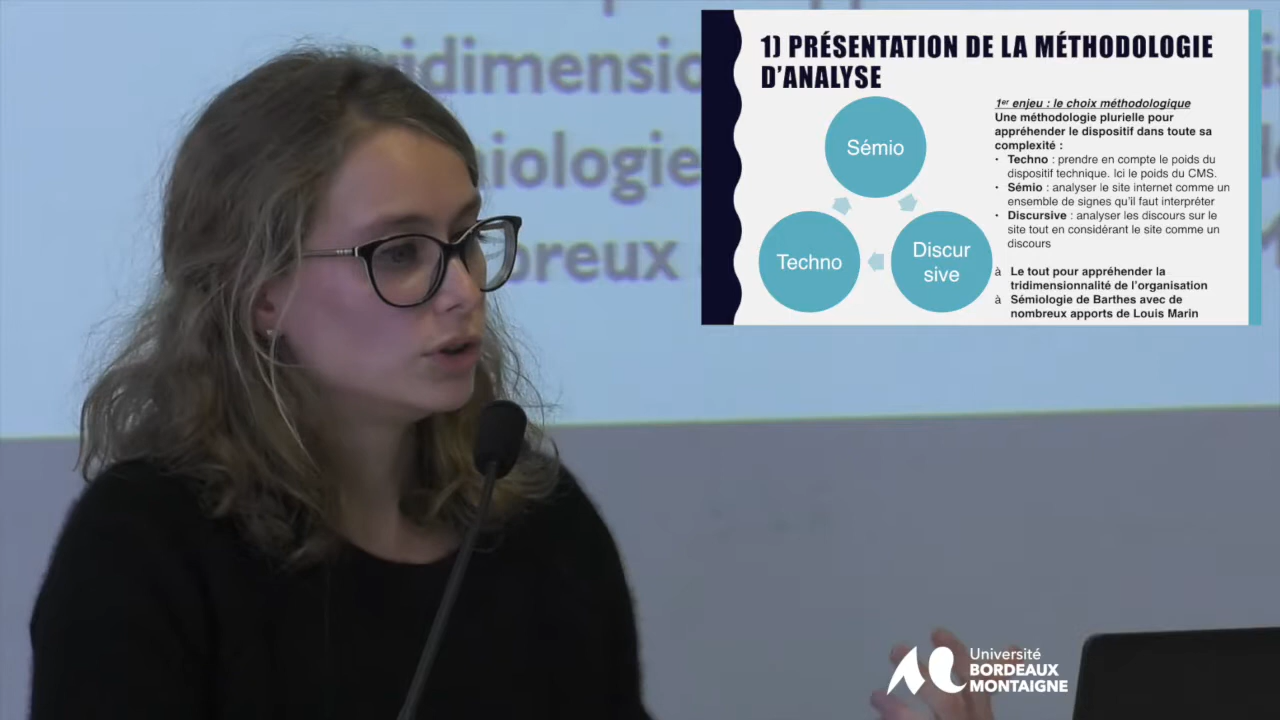 1) PRÉSENTATION DE LA MÉTHODOLOGIE
D'ANALYSE
Sémio
Techno
Discur
sive
1er enjeu : le choix méthodologique
Une méthodologie plurielle pour
appréhender le dispositif dans toute sa
complexité :
• Techno : prendre en compte le poids du
dispositif technique. Ici le poids du CMS.
• Sémio : analyser le site internet comme un
ensemble de signes qu'il faut interpréter
• Discursive : analyser les discours sur le
site tout en considérant le site comme un
discours
à Le tout pour appréhender la
tridimensionnalité de l'organisation
à Sémiologie de Barthes avec de
nombreux apports de Louis Marin
Université
BORDEAUX
MONTAIGNE